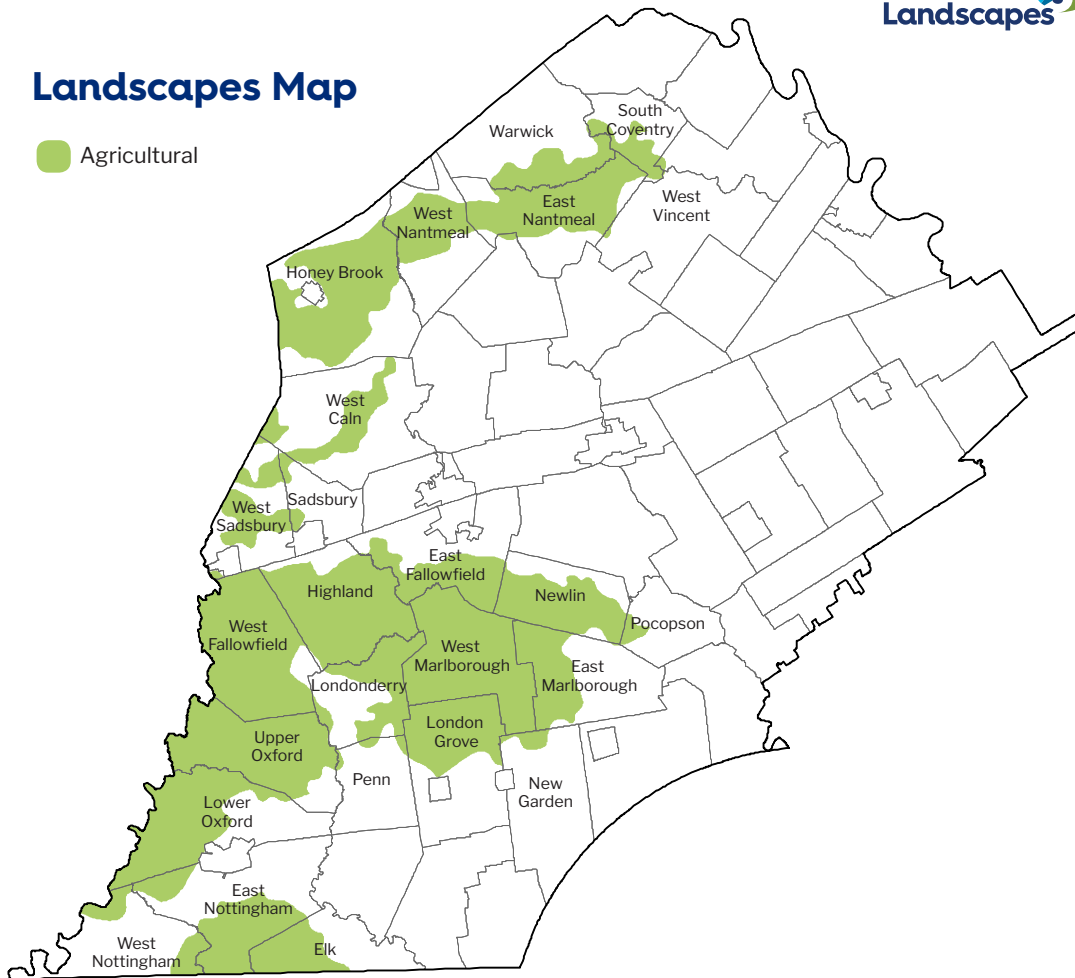 Landscapes
Landscapes Map
Agricultural
South
Coventry
Warwick
West
Vincent
East
Nantmeal
West
Nantmeal
Honey Brook
West
Caln
Sadsbury
West
Sadsbury
East
Fallowfield
Highland
Newlin
Pocopson
West
Fallowfield
West
Marlborough
East
Marlborough
Londonderry
London
Grove
Upper
Oxford
Penn
New
Garden
Lower
Oxford
East
Nottingham
West
Nottingham
Elk